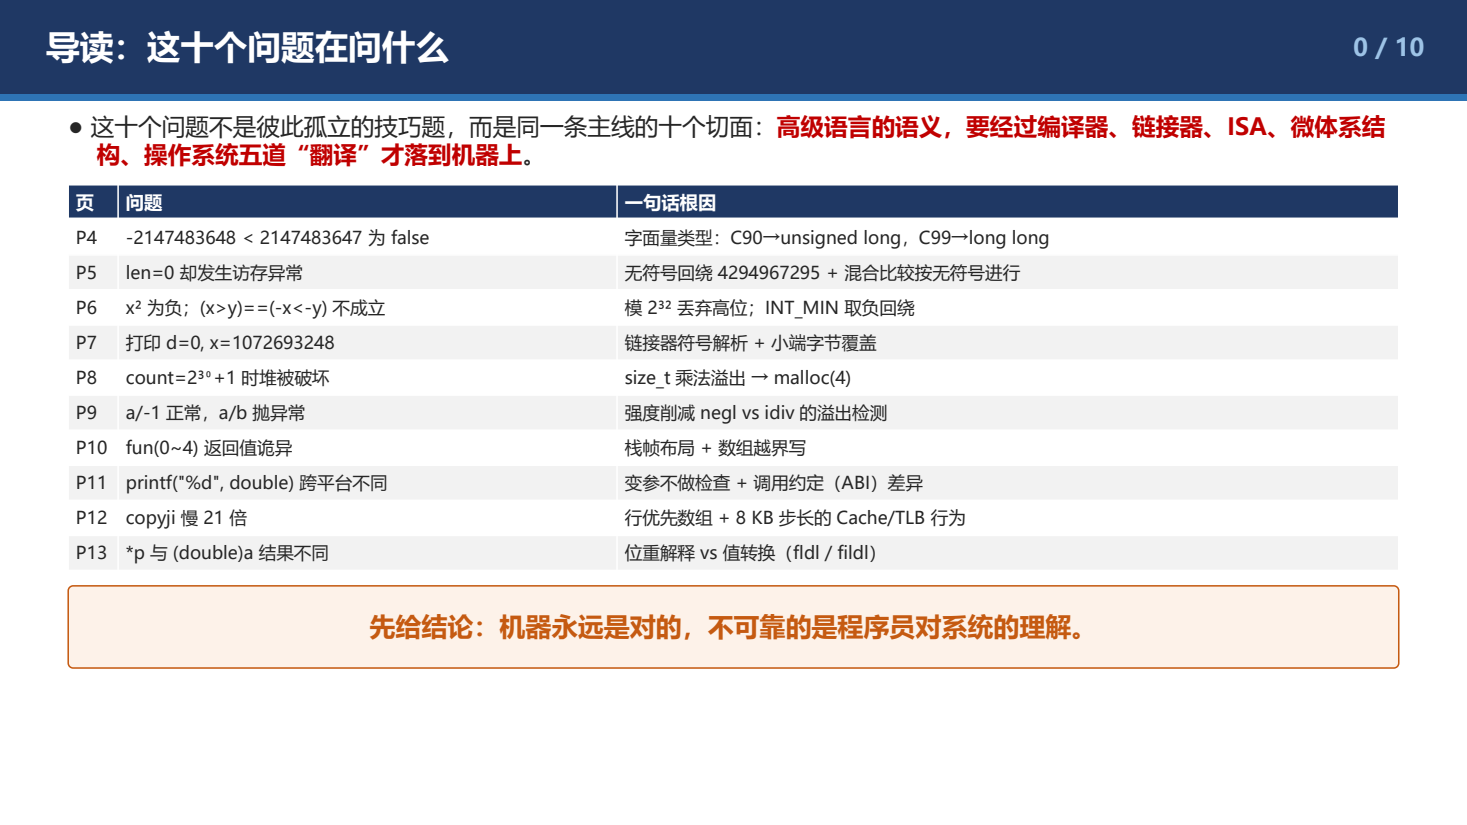 导读：这十个问题在问什么
0 / 10
● 这十个问题不是彼此孤立的技巧题，而是同一条主线的十个切面：高级语言的语义，要经过编译器、链接器、ISA、微体系结
构、操作系统五道“翻译”才落到机器上。
页 问题 一句话根因
P4 -2147483648 < 2147483647 为 false 字面量类型：C90→unsigned long，C99→long long
P5 len=0 却发生访存异常 无符号回绕 4294967295 + 混合比较按无符号进行
P6 x² 为负；(x>y)==(-x<-y) 不成立 模 2³² 丢弃高位；INT_MIN 取负回绕
P7 打印 d=0, x=1072693248 链接器符号解析 + 小端字节覆盖
P8 count=2³⁰+1 时堆被破坏 size_t 乘法溢出 → malloc(4)
P9 a/-1 正常，a/b 抛异常 强度削减 negl vs idiv 的溢出检测
P10 fun(0~4) 返回值诡异 栈帧布局 + 数组越界写
P11 printf("%d", double) 跨平台不同 变参不做检查 + 调用约定（ABI）差异
P12 copyji 慢 21 倍 行优先数组 + 8 KB 步长的 Cache/TLB 行为
P13 *p 与 (double)a 结果不同 位重解释 vs 值转换（fldl / fildl）
先给结论：机器永远是对的，不可靠的是程序员对系统的理解。